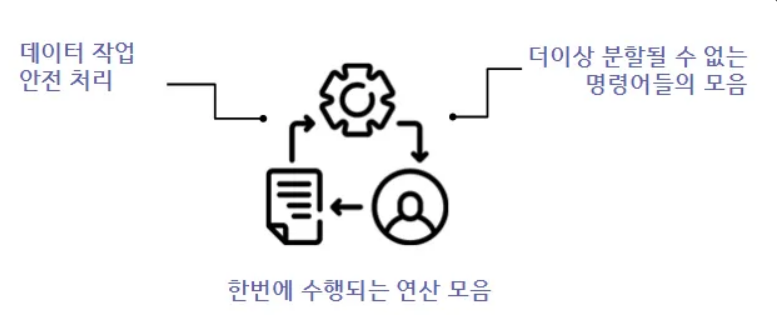 데이터 작업
안전 처리
더이상 분할될 수 없는
명령어들의 모음
한번에 수행되는 연산 모음